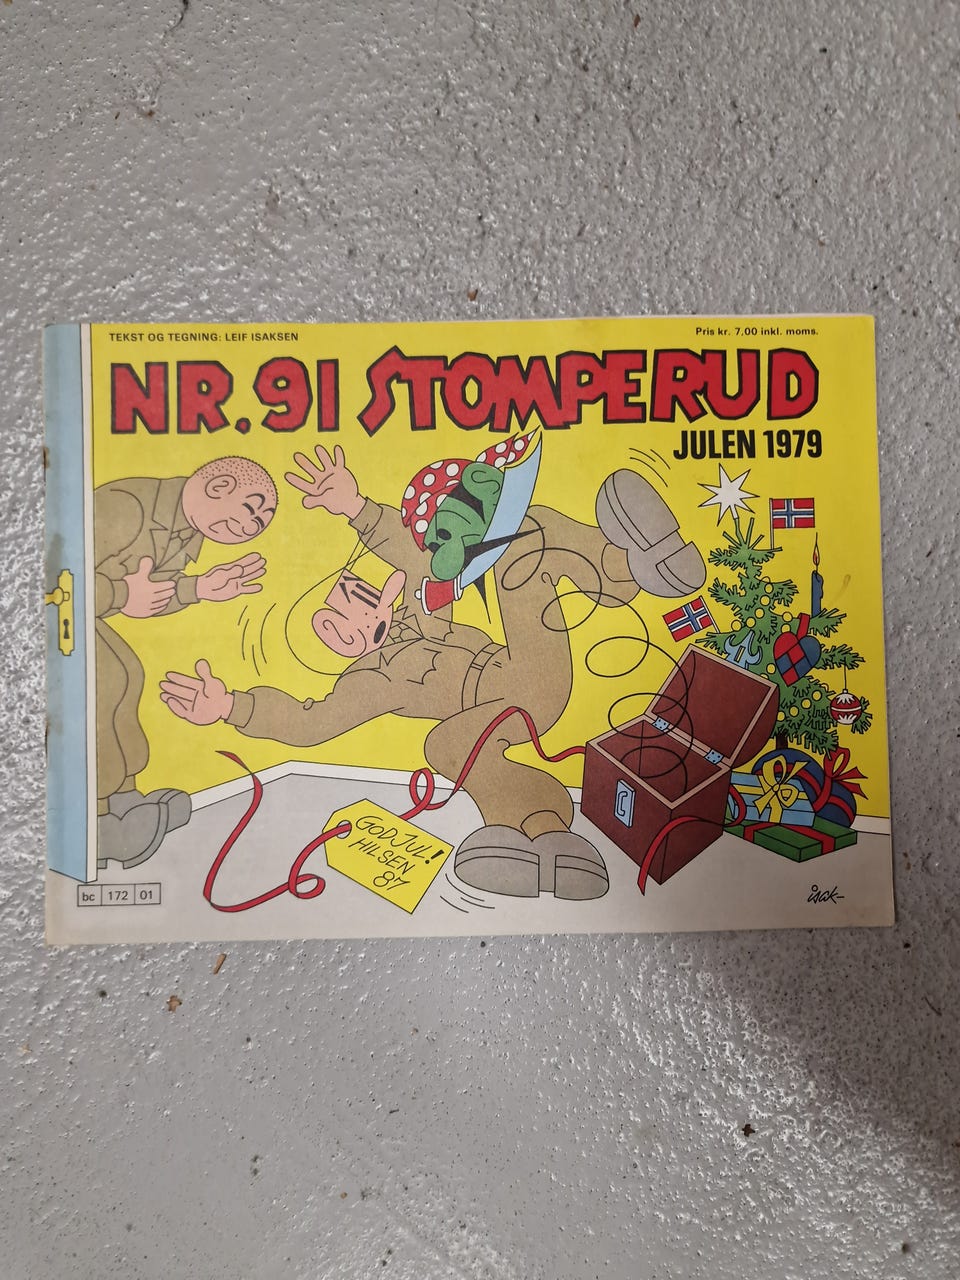 TEKST OG TEGNING: LEIF ISAKSEN
Pris kr. 7,00 inkl. moms.
NR. 91 STOMPERUD
JULEN 1979
GOD JUL!
HILSEN
87
bc 172 01
isak-